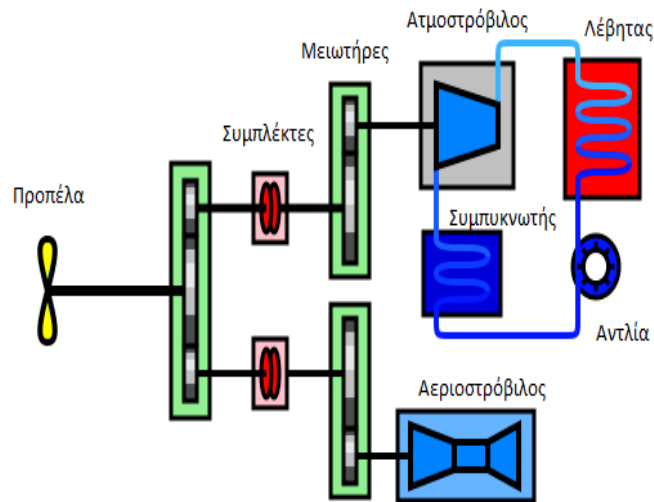 Ατμοστρόβιλος
Λέβητας
Μειωτήρες
Συμπλέκτες
Προπέλα
Συμπυκνωτής
Αντλία
Αεριοστρόβιλος